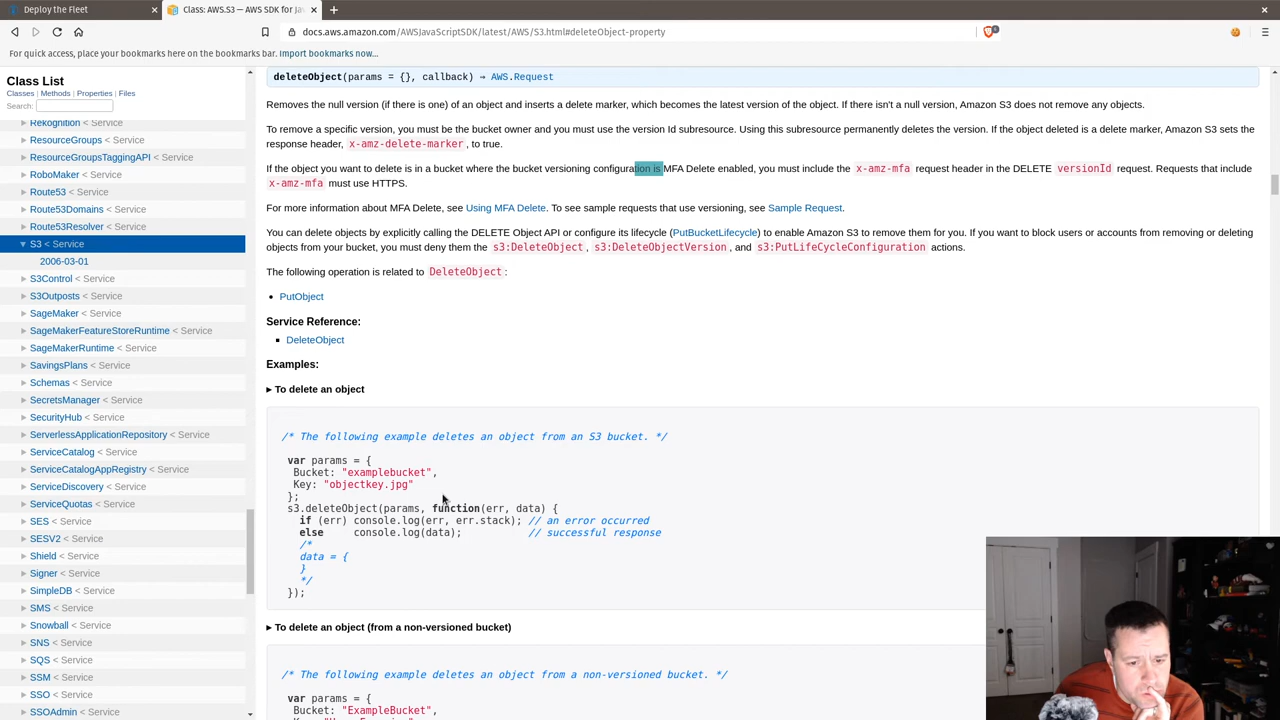 Deploy the Fleet
Class: AWS.S3 — AWS SDK for Jav
docs.aws.amazon.com/AWSJavaScriptSDK/latest/AWS/S3.html#deleteObject-property
For quick access, place your bookmarks here on the bookmarks bar. Import bookmarks now...
Class List
Classes | Methods | Properties | Files
Search:
Rekognition < Service
ResourceGroups < Service
ResourceGroupsTaggingAPI < Service
RoboMaker < Service
Route53 < Service
Route53Domains < Service
Route53Resolver < Service
S3 < Service
2006-03-01
S3Control < Service
S3Outposts < Service
SageMaker < Service
SageMakerFeatureStoreRuntime < Service
SageMakerRuntime < Service
SavingsPlans < Service
Schemas < Service
SecretsManager < Service
SecurityHub < Service
ServerlessApplicationRepository < Service
ServiceCatalog < Service
ServiceCatalogAppRegistry < Service
ServiceDiscovery < Service
ServiceQuotas < Service
SES < Service
SESV2 < Service
Shield < Service
Signer < Service
SimpleDB < Service
SMS < Service
Snowball < Service
SNS < Service
SQS < Service
SSM < Service
SSO < Service
SSOAdmin < Service
deleteObject(params = {}, callback) ⇒ AWS.Request
Removes the null version (if there is one) of an object and inserts a delete marker, which becomes the latest version of the object. If there isn't a null version, Amazon S3 does not remove any objects.
To remove a specific version, you must be the bucket owner and you must use the version Id subresource. Using this subresource permanently deletes the version. If the object deleted is a delete marker, Amazon S3 sets the
response header, x-amz-delete-marker, to true.
If the object you want to delete is in a bucket where the bucket versioning configuration is MFA Delete enabled, you must include the x-amz-mfa request header in the DELETE versionId request. Requests that include
x-amz-mfa must use HTTPS.
For more information about MFA Delete, see Using MFA Delete. To see sample requests that use versioning, see Sample Request.
You can delete objects by explicitly calling the DELETE Object API or configure its lifecycle (PutBucketLifecycle) to enable Amazon S3 to remove them for you. If you want to block users or accounts from removing or deleting
objects from your bucket, you must deny them the s3:DeleteObject, s3:DeleteObjectVersion, and s3:PutLifeCycleConfiguration actions.
The following operation is related to DeleteObject:
• PutObject
Service Reference:
▪ DeleteObject
Examples:
▸ To delete an object
/* The following example deletes an object from an S3 bucket. */
var params = {
Bucket: "examplebucket",
Key: "objectkey.jpg"
};
s3.deleteObject(params, function(err, data) {
if (err) console.log(err, err.stack); // an error occurred
else console.log(data); // successful response
/*
data = {
}
*/
});
▸ To delete an object (from a non-versioned bucket)
/* The following example deletes an object from a non-versioned bucket. */
var params = {
Bucket: "ExampleBucket",